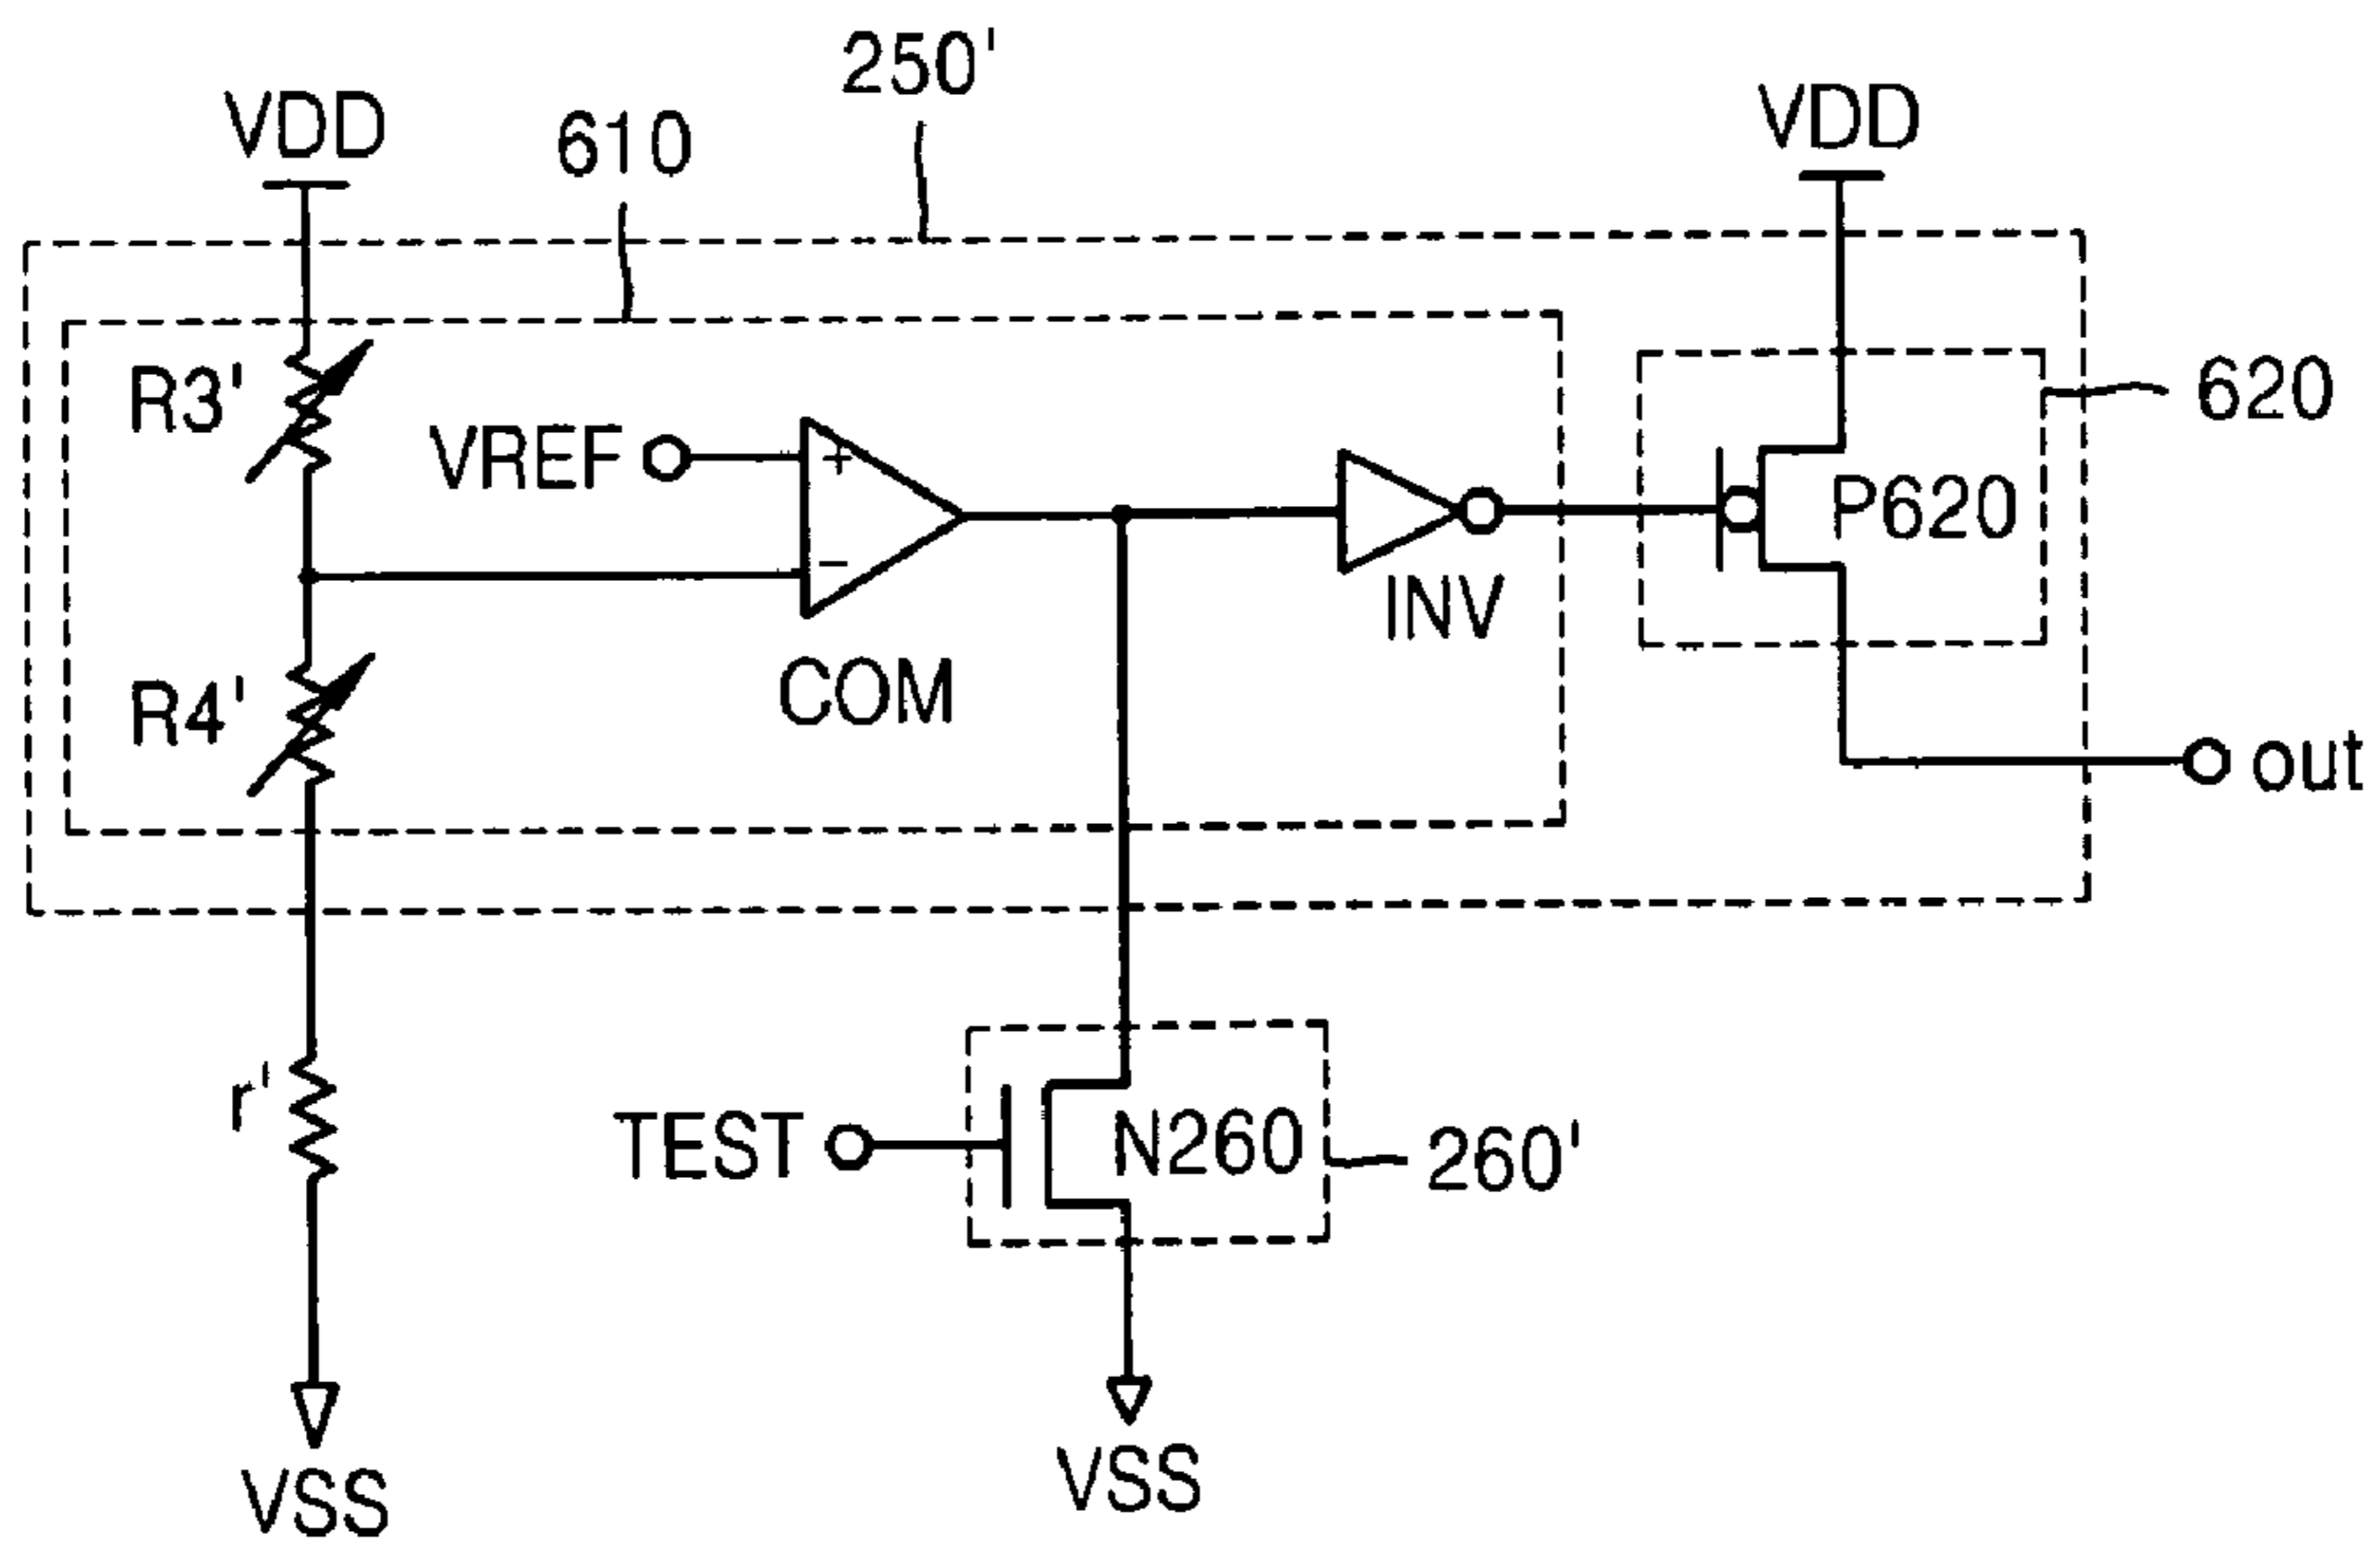 250'
VDD
610
VDD
R3'
VREF
+
620
P620
-
INV
R4'
COM
out
r'
TEST
N260
260'
VSS
VSS